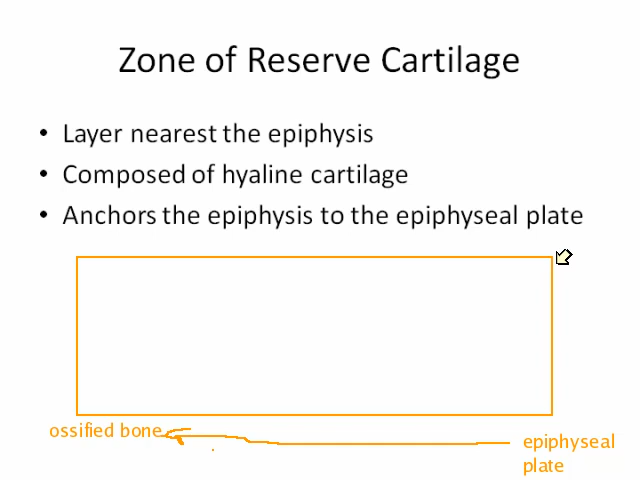 Zone of Reserve Cartilage
• Layer nearest the epiphysis
• Composed of hyaline cartilage
• Anchors the epiphysis to the epiphyseal plate
ossified bone
epiphyseal
plate